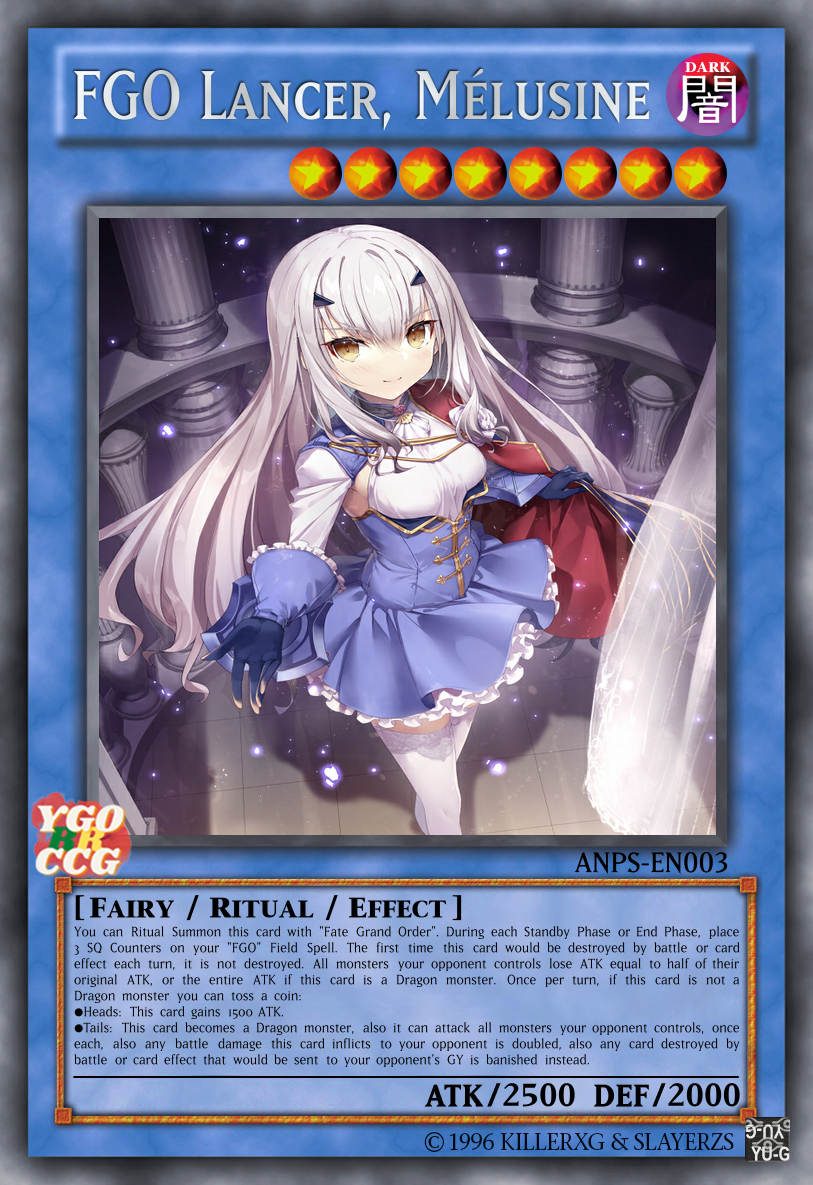 FGO Lancer, Mélusine
DARK
闇
YGO
RR
CCG
ANPS-EN003
[ Fairy / Ritual / Effect ]
You can Ritual Summon this card with "Fate Grand Order". During each Standby Phase or End Phase, place
3 SQ Counters on your "FGO" Field Spell. The first time this card would be destroyed by battle or card
effect each turn, it is not destroyed. All monsters your opponent controls lose ATK equal to half of their
original ATK, or the entire ATK if this card is a Dragon monster. Once per turn, if this card is not a
Dragon monster you can toss a coin:
●Heads: This card gains 1500 ATK.
●Tails: This card becomes a Dragon monster, also it can attack all monsters your opponent controls, once
each, also any battle damage this card inflicts to your opponent is doubled, also any card destroyed by
battle or card effect that would be sent to your opponent's GY is banished instead.
ATK/2500 DEF/2000
© 1996 KILLERXG & SLAYERZS
YU-G